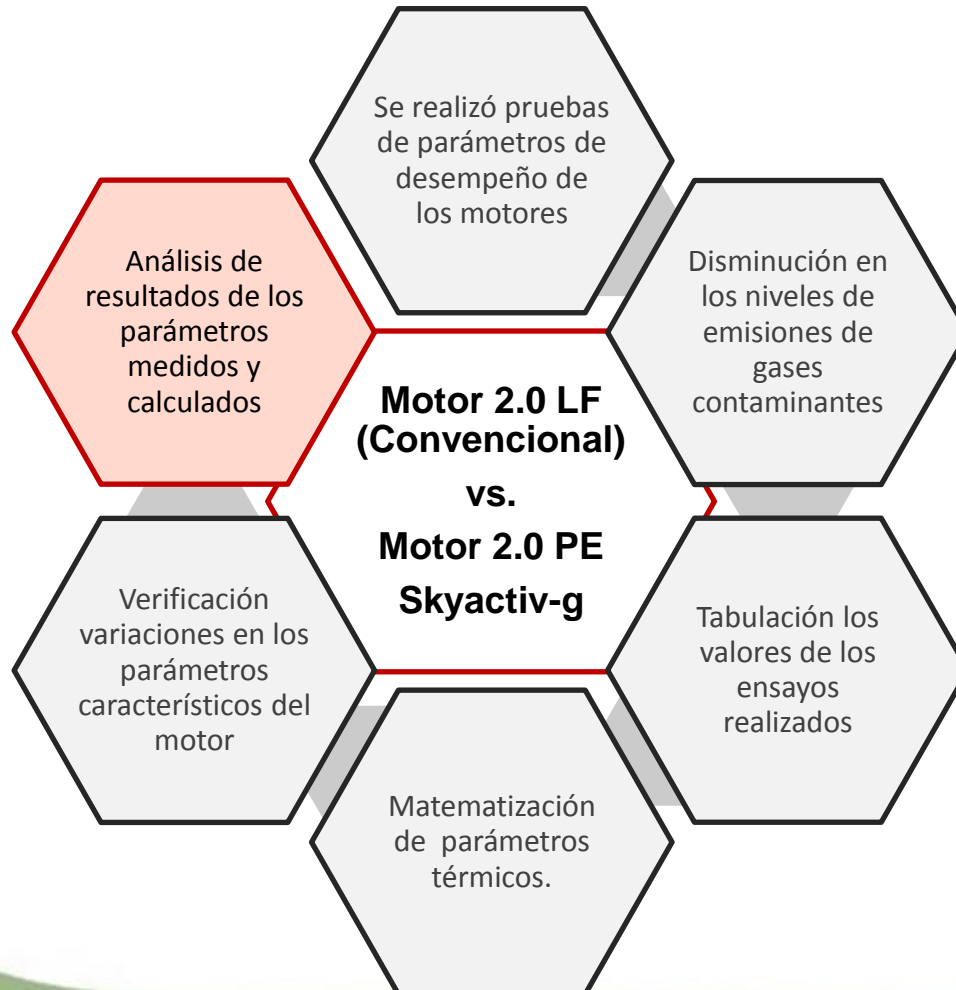 Se realizó pruebas
de parámetros de
desempeño de
los motores
Disminución en
los niveles de
emisiones de
gases
contaminantes
Tabulación los
valores de los
ensayos
realizados
Matematización
de parámetros
térmicos.
Verificación
variaciones en los
parámetros
característicos del
motor
Análisis de
resultados de los
parámetros
medidos y
calculados
Motor 2.0 LF
(Convencional)
vs.
Motor 2.0 PE
Skyactiv-g